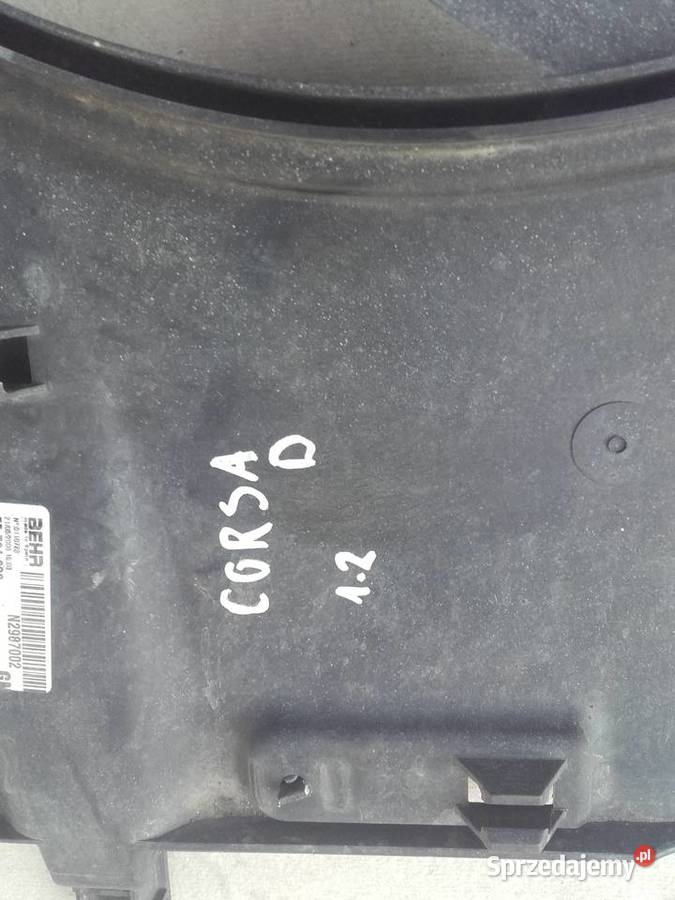 CORSA
D
1.2
BEHR
N2987002
Sprzedajemy.pl